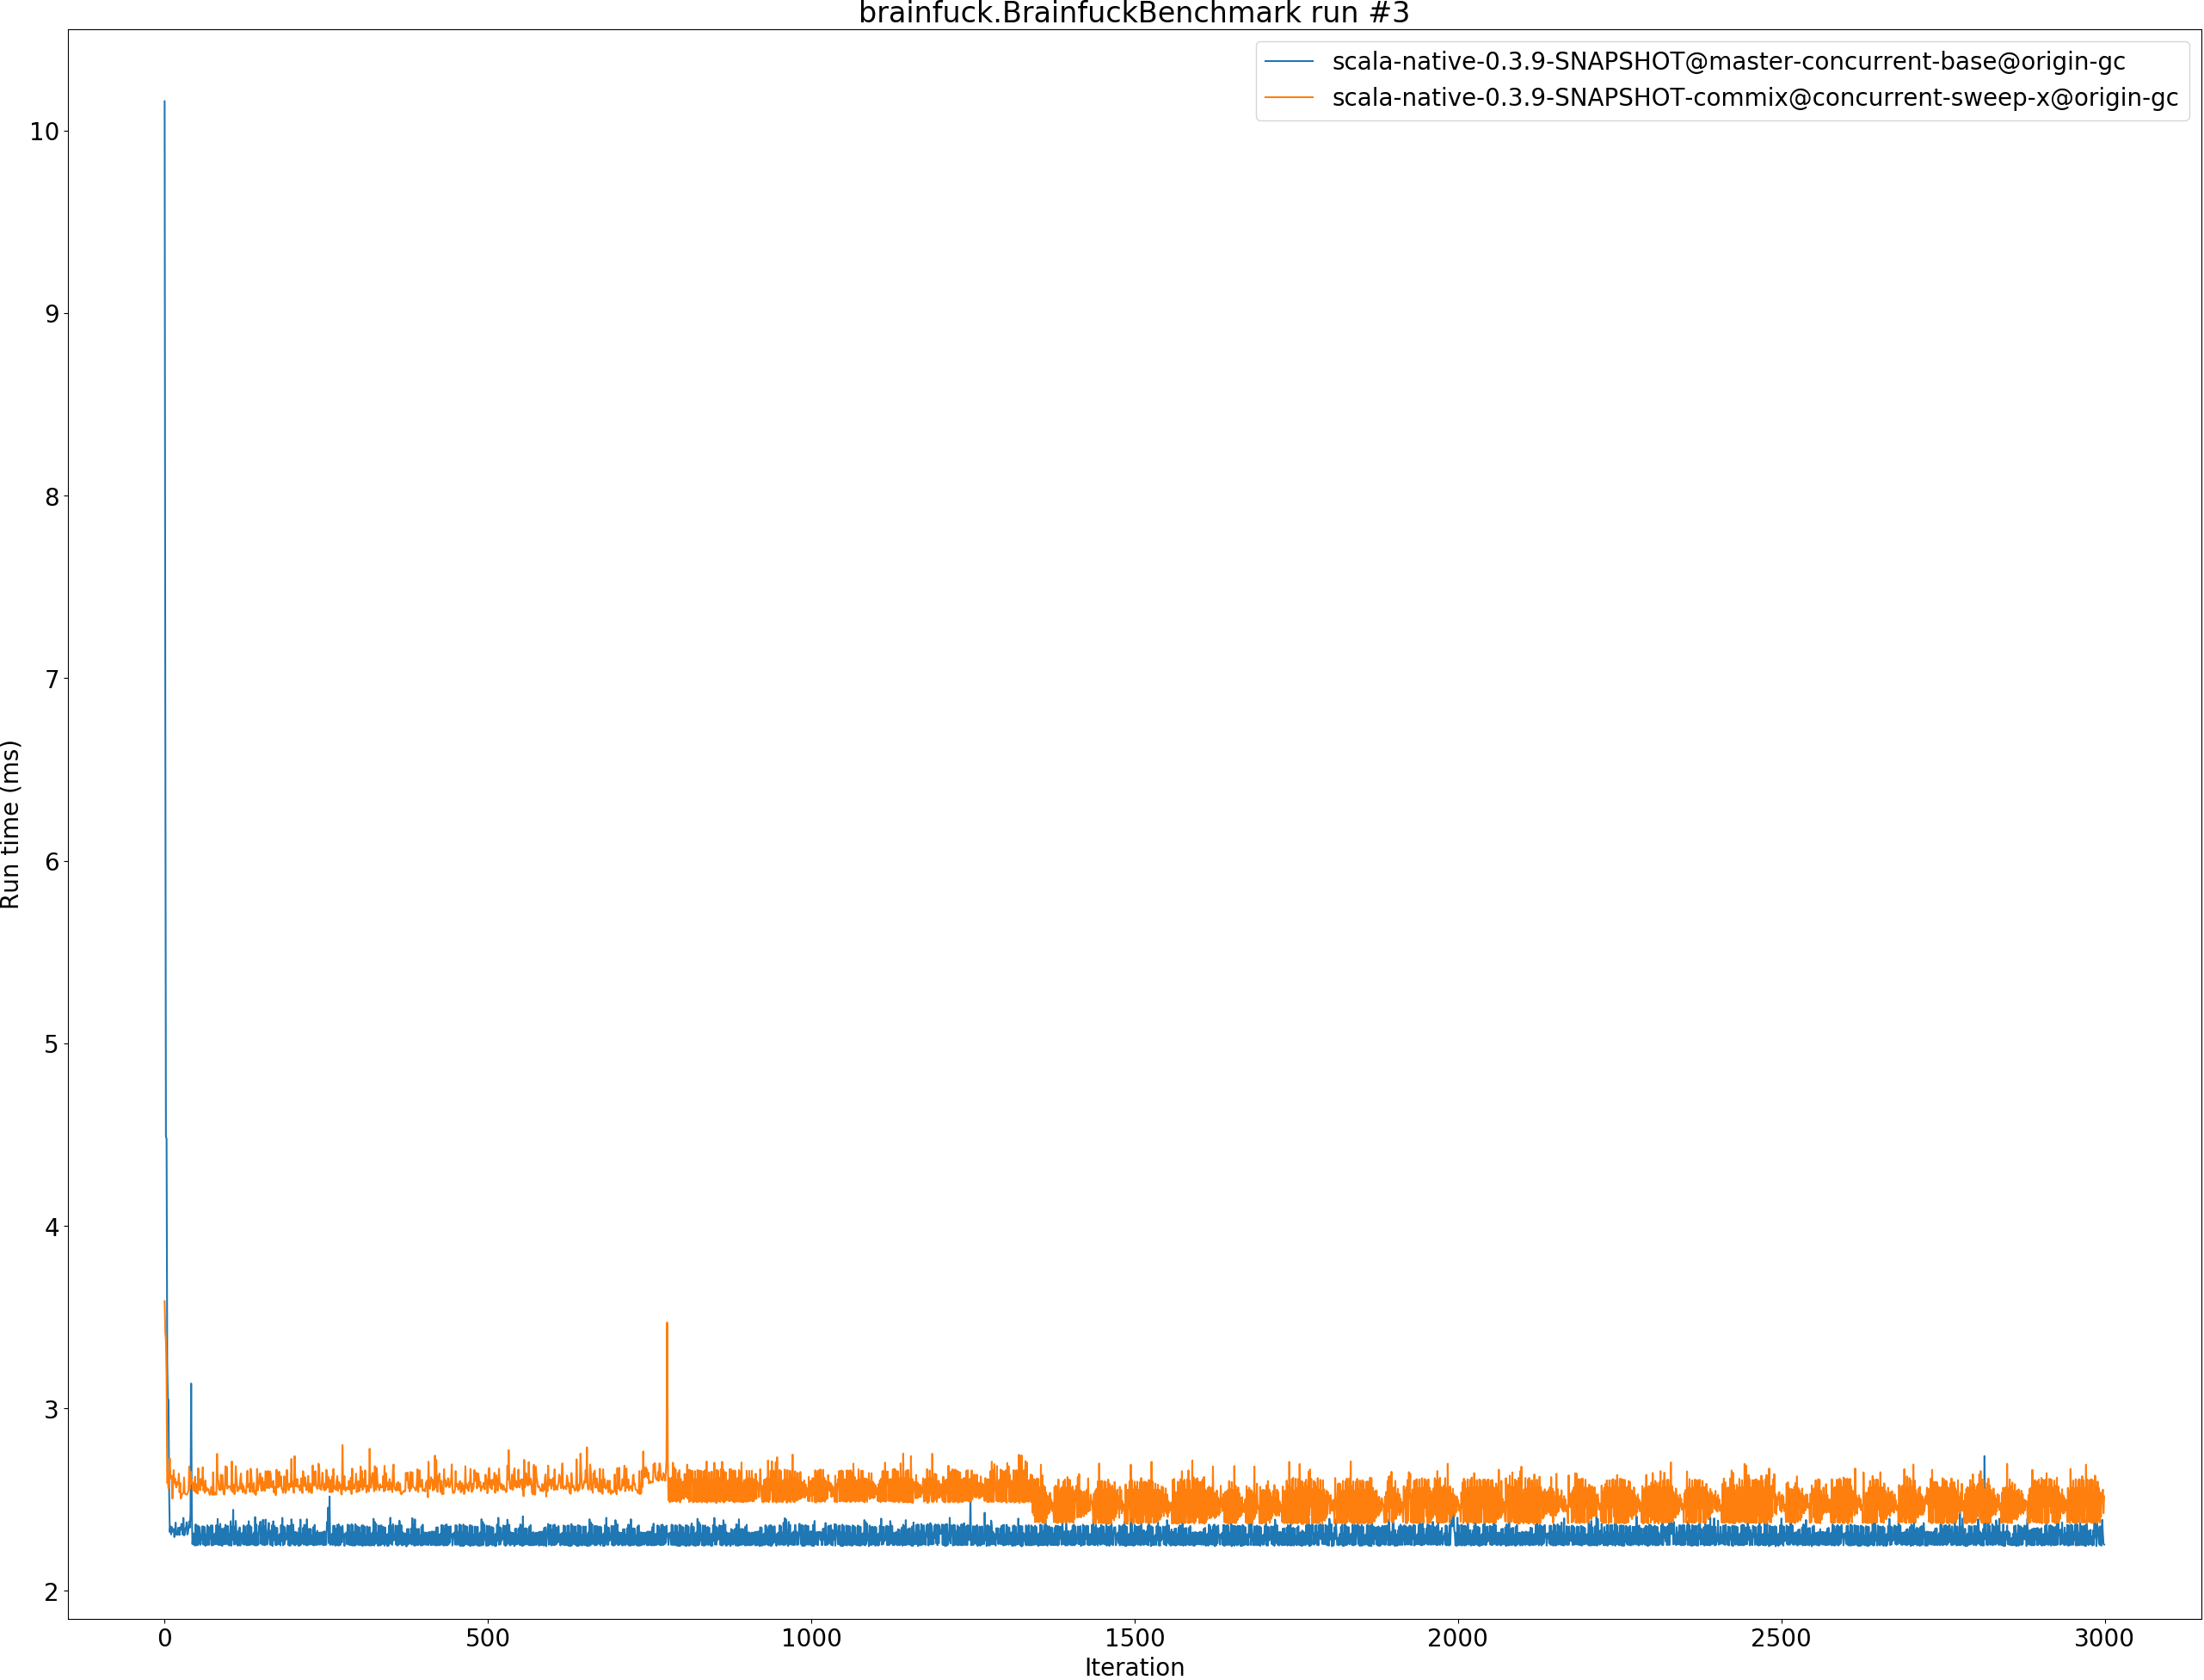 brainfuck.BrainfuckBenchmark run #3
scala-native-0.3.9-SNAPSHOT@master-concurrent-base@origin-gc
scala-native-0.3.9-SNAPSHOT-commix@concurrent-sweep-x@origin-gc
10
9
8
7
6
5
4
3
2
Run time (ms)
0 500 1000 1500 2000 2500 3000
Iteration